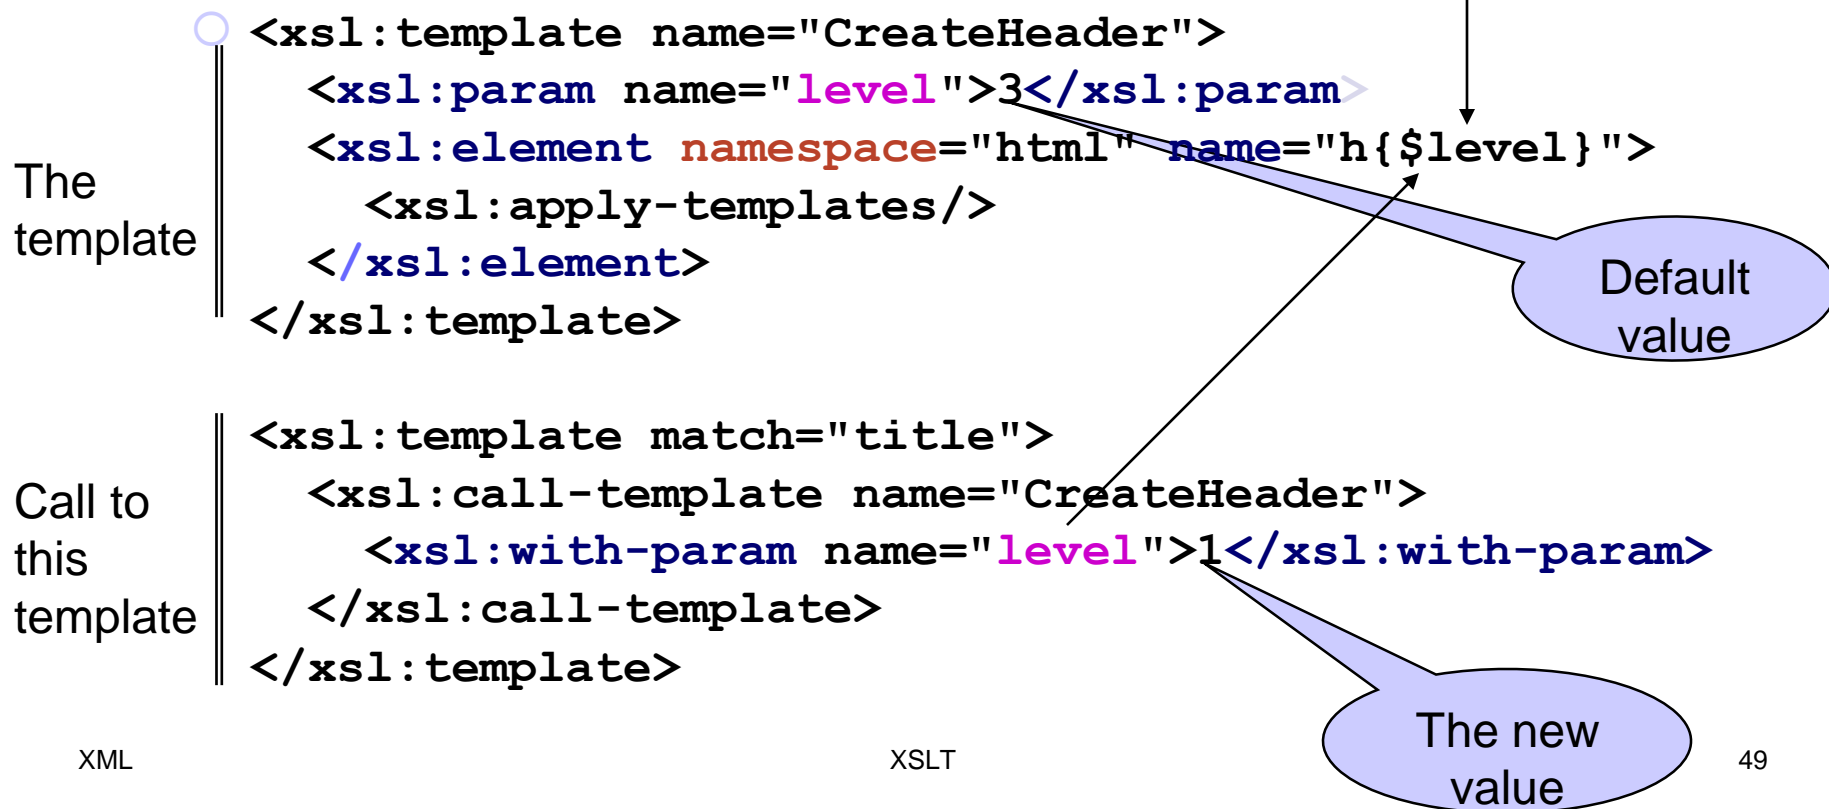 <xsl:template name="CreateHeader">
<xsl:param name="level">3</xsl:param>
<xsl:element namespace="html" name="h{$level}">
<xsl:apply-templates/>
</xsl:element>
</xsl:template>
The
template
Default
value
<xsl:template match="title">
<xsl:call-template name="CreateHeader">
<xsl:with-param name="level">1</xsl:with-param>
</xsl:call-template>
</xsl:template>
Call to
this
template
The new
value
XML
XSLT
49